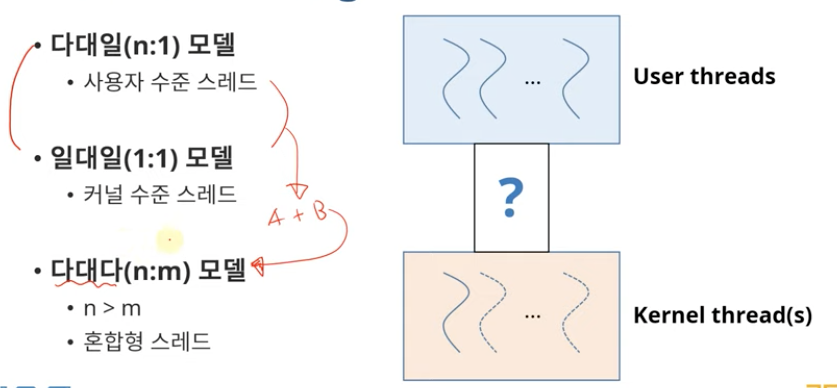 • 다대일(n:1) 모델
• 사용자 수준 스레드
• 일대일(1:1) 모델
• 커널 수준 스레드
A + B
• 다대다(n:m) 모델
• n > m
• 혼합형 스레드
...
User threads
?
...
Kernel thread(s)